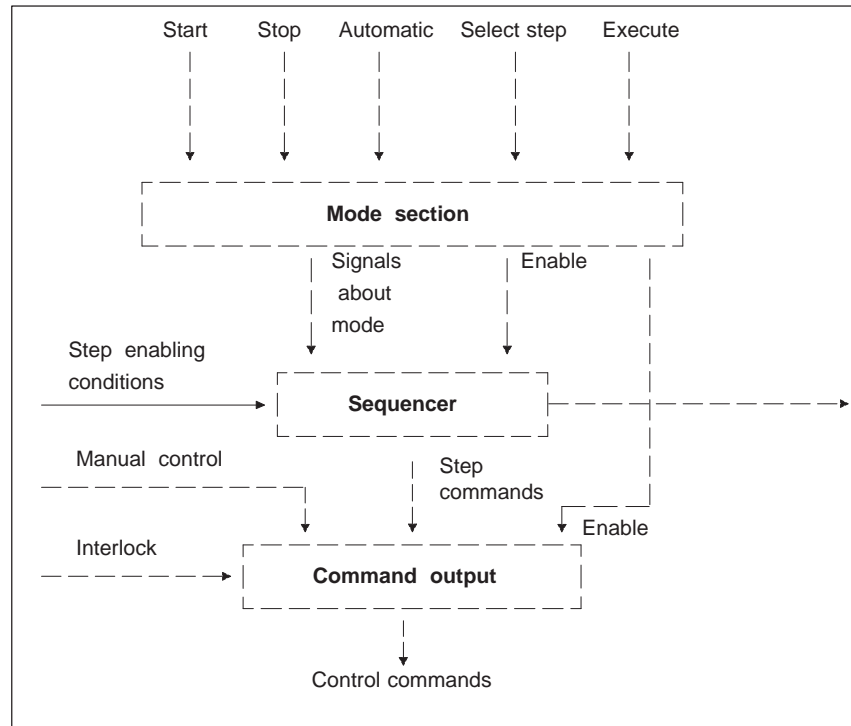 Start Stop Automatic Select step Execute
Mode section
Signals
about
mode
Enable
Step enabling
conditions
Sequencer
Manual control
Step
commands
Enable
Interlock
Command output
Control commands